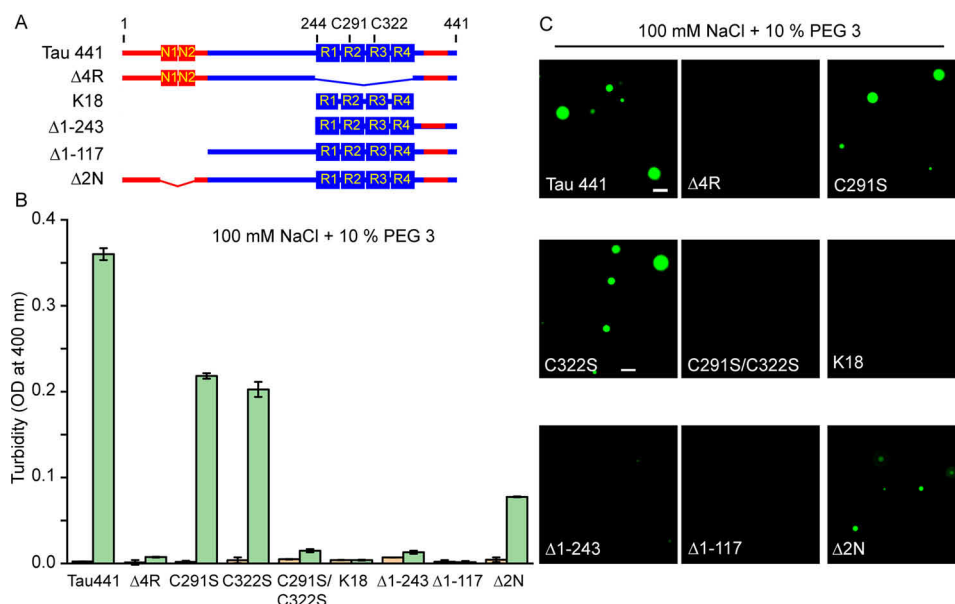 A
1 244 C291 C322 441
Tau 441 N1 N2 R1 R2 R3 R4
Δ4R N1 N2
K18 R1 R2 R3 R4
Δ1-243 R1 R2 R3 R4
Δ1-117 R1 R2 R3 R4
Δ2N R1 R2 R3 R4
B
100 mM NaCl + 10 % PEG 3
Turbidity (OD at 400 nm)
0.4
0.3
0.2
0.1
0.0
Tau441 Δ4R C291S C322S C291S/ K18 Δ1-243 Δ1-117 Δ2N
C322S
C
100 mM NaCl + 10 % PEG 3
Tau 441 Δ4R C291S
C322S C291S/C322S K18
Δ1-243 Δ1-117 Δ2N